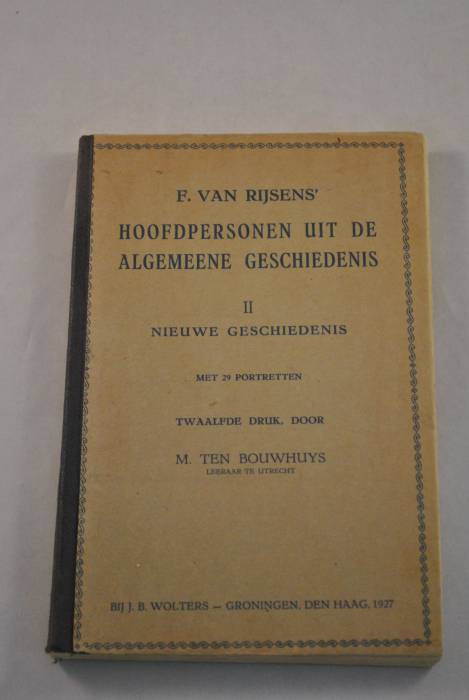 F. VAN RIJSENS'
HOOFDPERSONEN UIT DE
ALGEMEENE GESCHIEDENIS
II
NIEUWE GESCHIEDENIS
MET 29 PORTRETTEN
TWAALFDE DRUK, DOOR
M. TEN BOUWHUYS
LEERAAR TE UTRECHT
BIJ J. B. WOLTERS — GRONINGEN, DEN HAAG, 1927